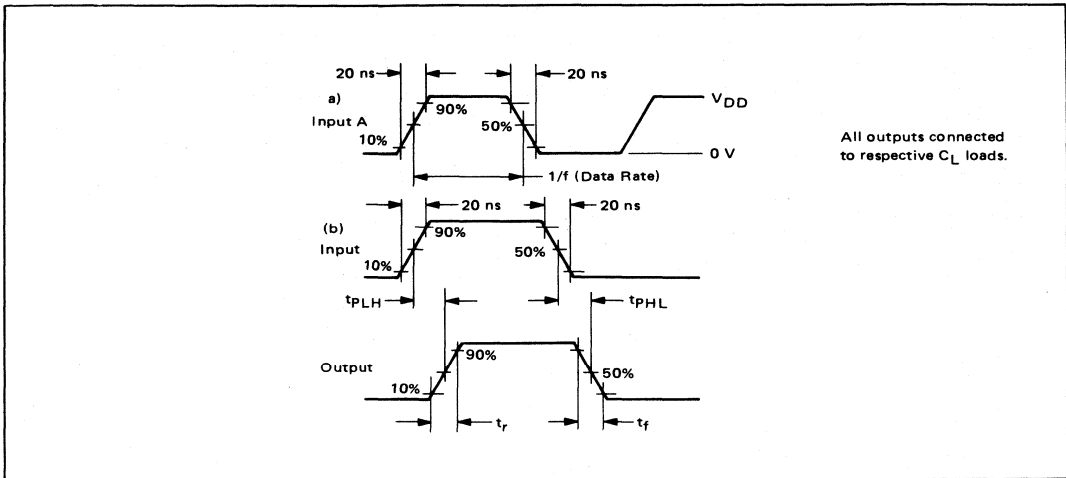 20 ns
20 ns
a)
Input A
90%
10%
50%
V_DD
0 V
All outputs connected
to respective C_L loads.
1/f (Data Rate)
20 ns
20 ns
(b)
Input
90%
10%
50%
t_PLH
t_PHL
Output
90%
10%
50%
t_r
t_f